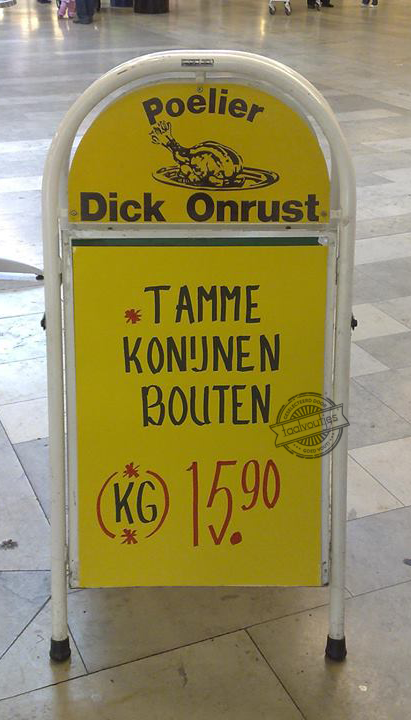 Poelier
Dick Onrust
*TAMME
KONIJNEN
BOUTEN
taalvoutjes
(KG) 15.90